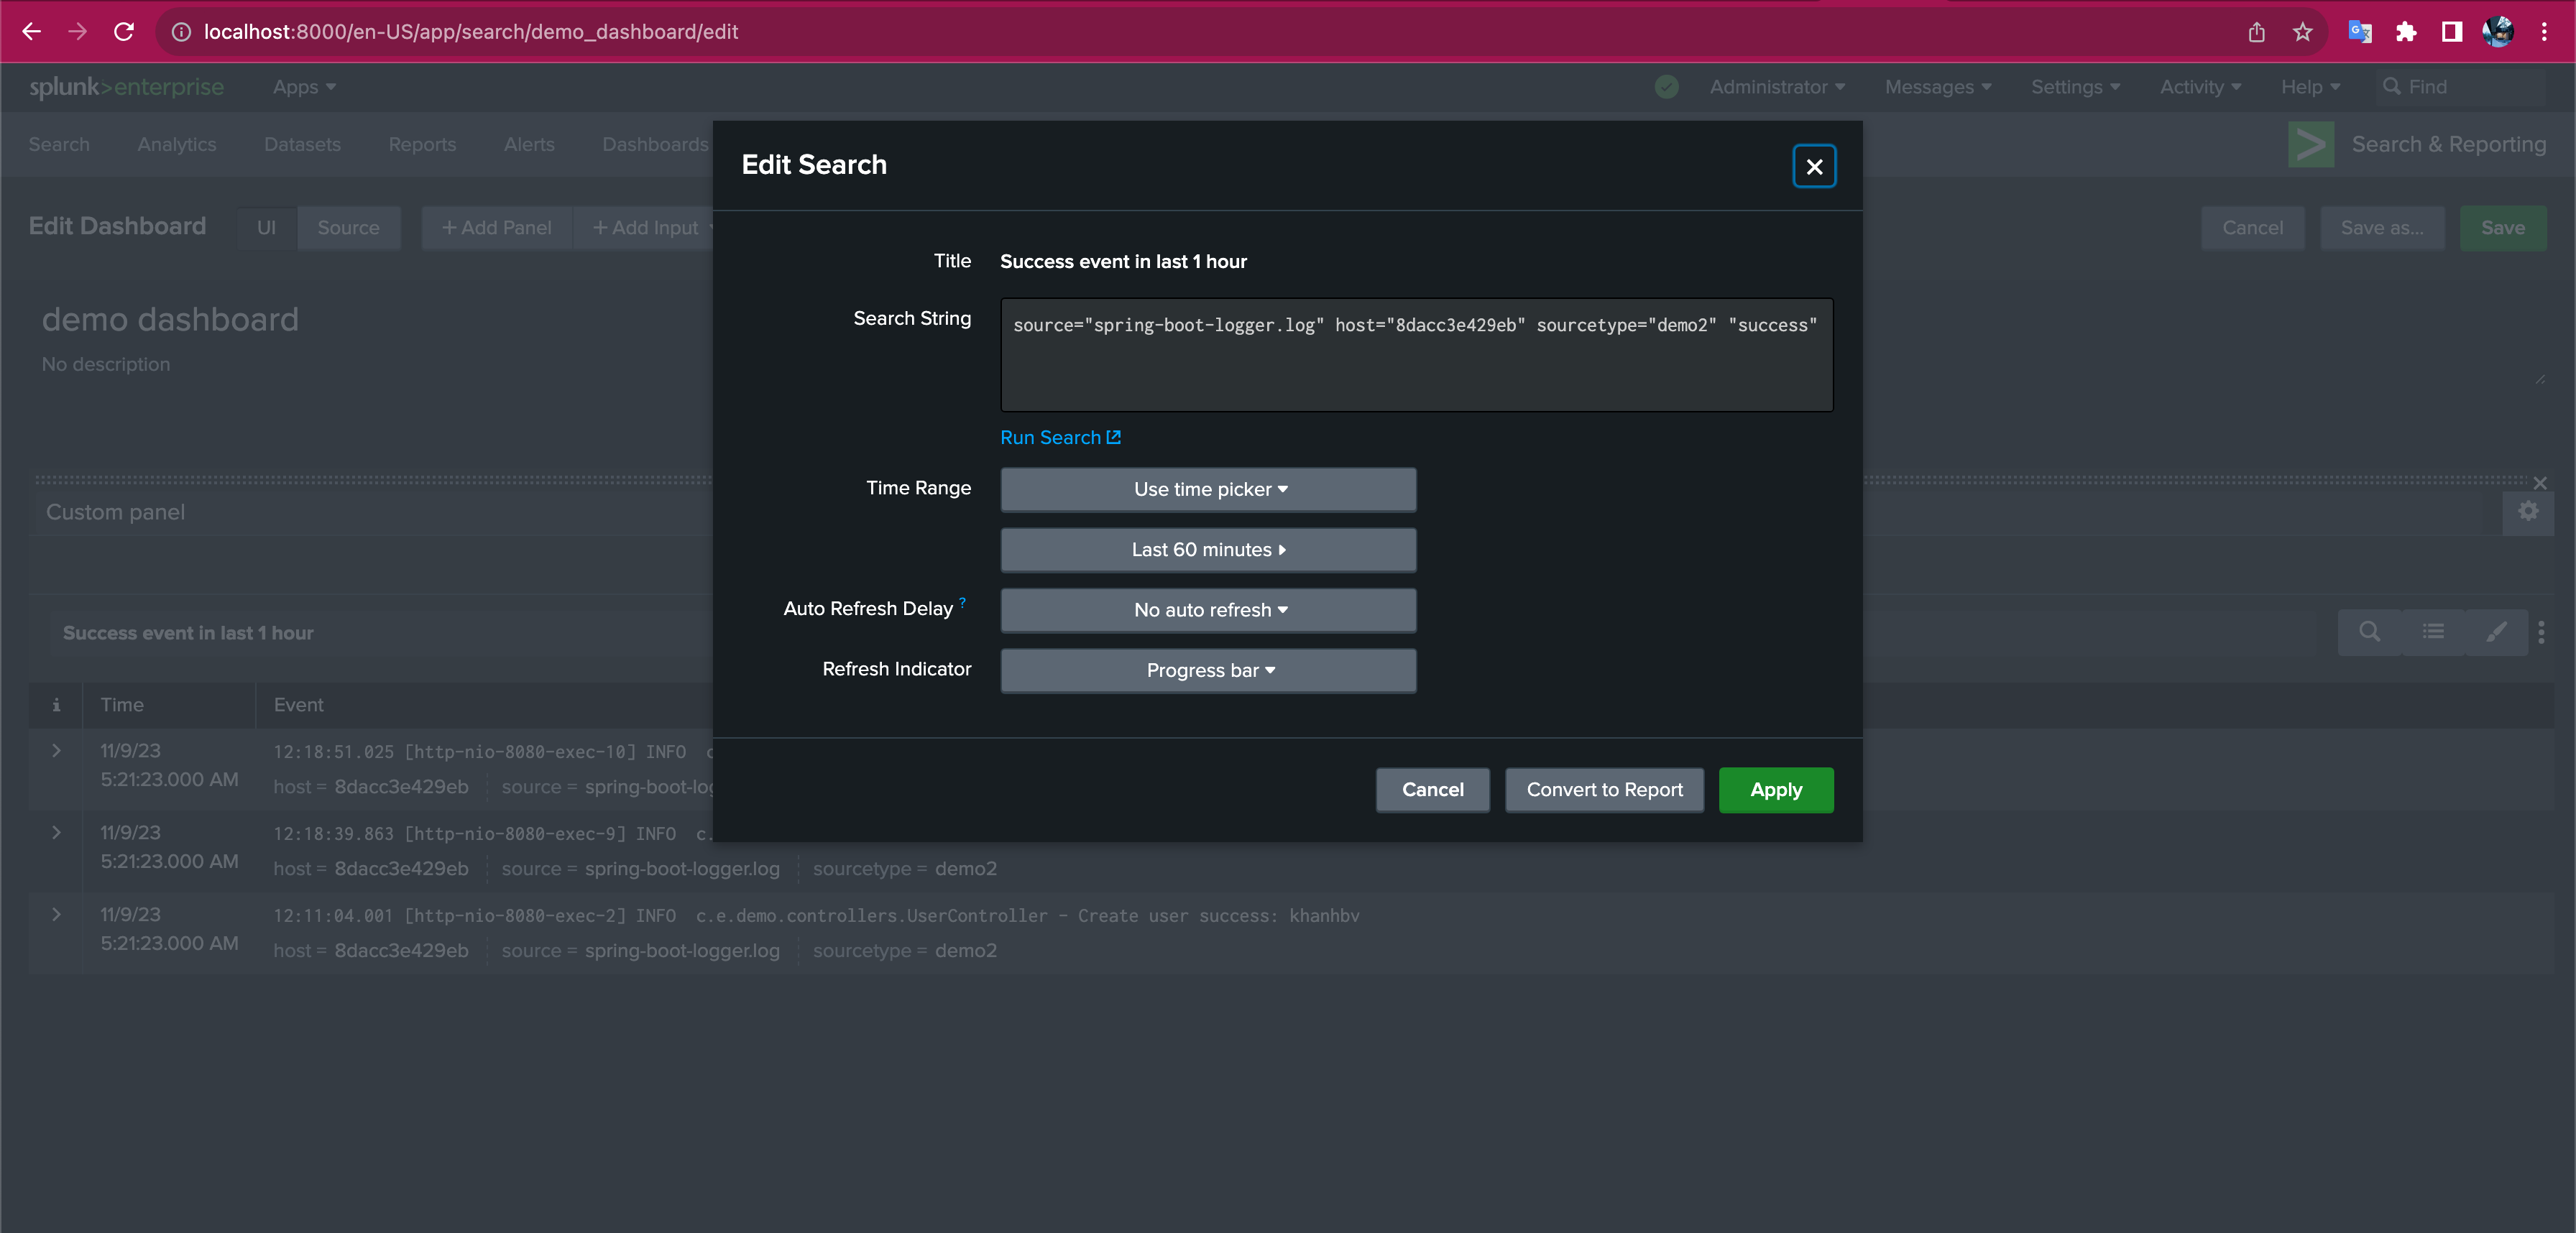 localhost:8000/en-US/app/search/demo_dashboard/edit
splunk>enterprise Apps Administrator Messages Settings Activity Help Find
Search Analytics Datasets Reports Alerts Dashboards Search & Reporting
Edit Dashboard UI Source + Add Panel + Add Input Cancel Save as... Save
demo dashboard
No description
Custom panel
Success event in last 1 hour
i Time Event
11/9/23
5:21:23.000 AM
12:18:51.025 [http-nio-8080-exec-10] INFO
host = 8dacc3e429eb source = spring-boot-log
11/9/23
5:21:23.000 AM
12:18:39.863 [http-nio-8080-exec-9] INFO c.
host = 8dacc3e429eb source = spring-boot-logger.log sourcetype = demo2
11/9/23
5:21:23.000 AM
12:11:04.001 [http-nio-8080-exec-2] INFO c.e.demo.controllers.UserController - Create user success: khanhbv
host = 8dacc3e429eb source = spring-boot-logger.log sourcetype = demo2
Edit Search
Title Success event in last 1 hour
Search String source="spring-boot-logger.log" host="8dacc3e429eb" sourcetype="demo2" "success"
Run Search
Time Range Use time picker
Last 60 minutes
Auto Refresh Delay ? No auto refresh
Refresh Indicator Progress bar
Cancel Convert to Report Apply